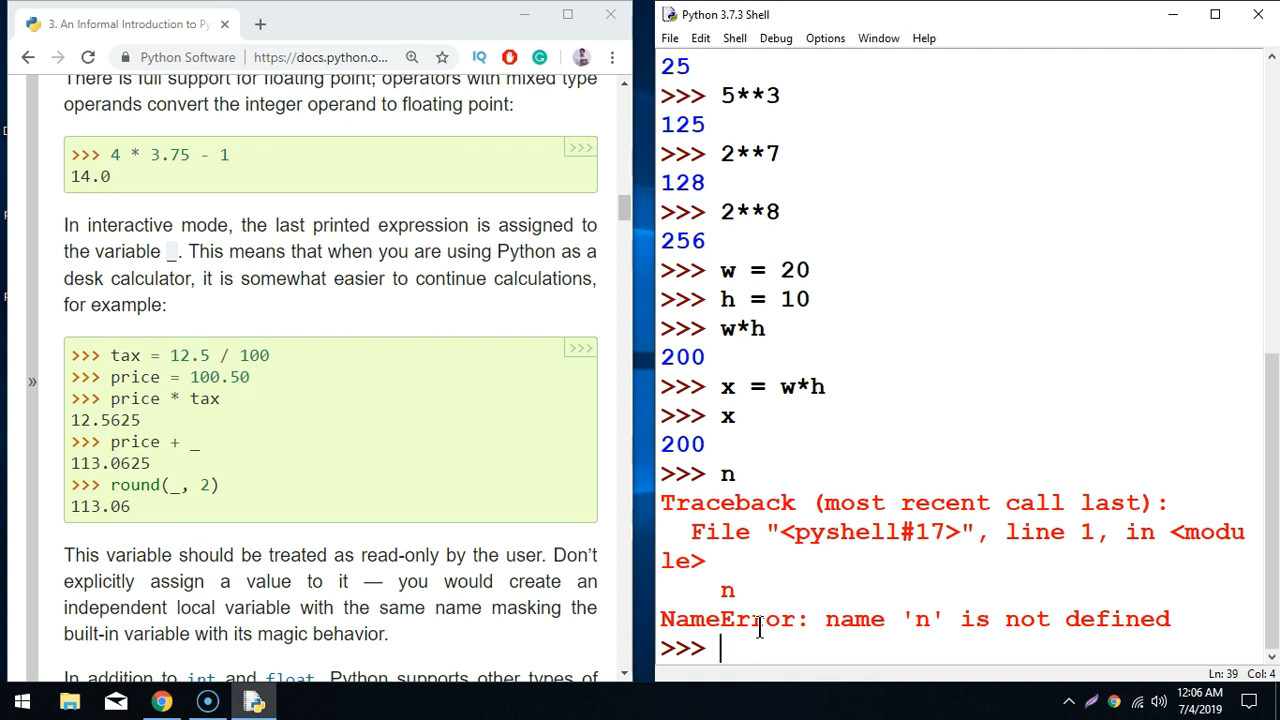 3. An Informal Introduction to Py
Python Software
https://docs.python.o...
IQ
There is full support for floating point; operators with mixed type
operands convert the integer operand to floating point:
>>> 4 * 3.75 - 1
>>>
14.0
In interactive mode, the last printed expression is assigned to
the variable _. This means that when you are using Python as a
desk calculator, it is somewhat easier to continue calculations,
for example:
>>> tax = 12.5 / 100
>>>
>>> price = 100.50
>>> price * tax
12.5625
>>> price + _
113.0625
>>> round(_, 2)
113.06
»
This variable should be treated as read-only by the user. Don’t
explicitly assign a value to it — you would create an
independent local variable with the same name masking the
built-in variable with its magic behavior.
In addition to int and float, Python supports other types of
Python 3.7.3 Shell
File Edit Shell Debug Options Window Help
25
>>> 5**3
125
>>> 2**7
128
>>> 2**8
256
>>> w = 20
>>> h = 10
>>> w*h
200
>>> x = w*h
>>> x
200
>>> n
Traceback (most recent call last):
File "<pyshell#17>", line 1, in <modu
le>
n
NameError: name 'n' is not defined
>>>
Ln: 39 Col: 4
12:06 AM
7/4/2019